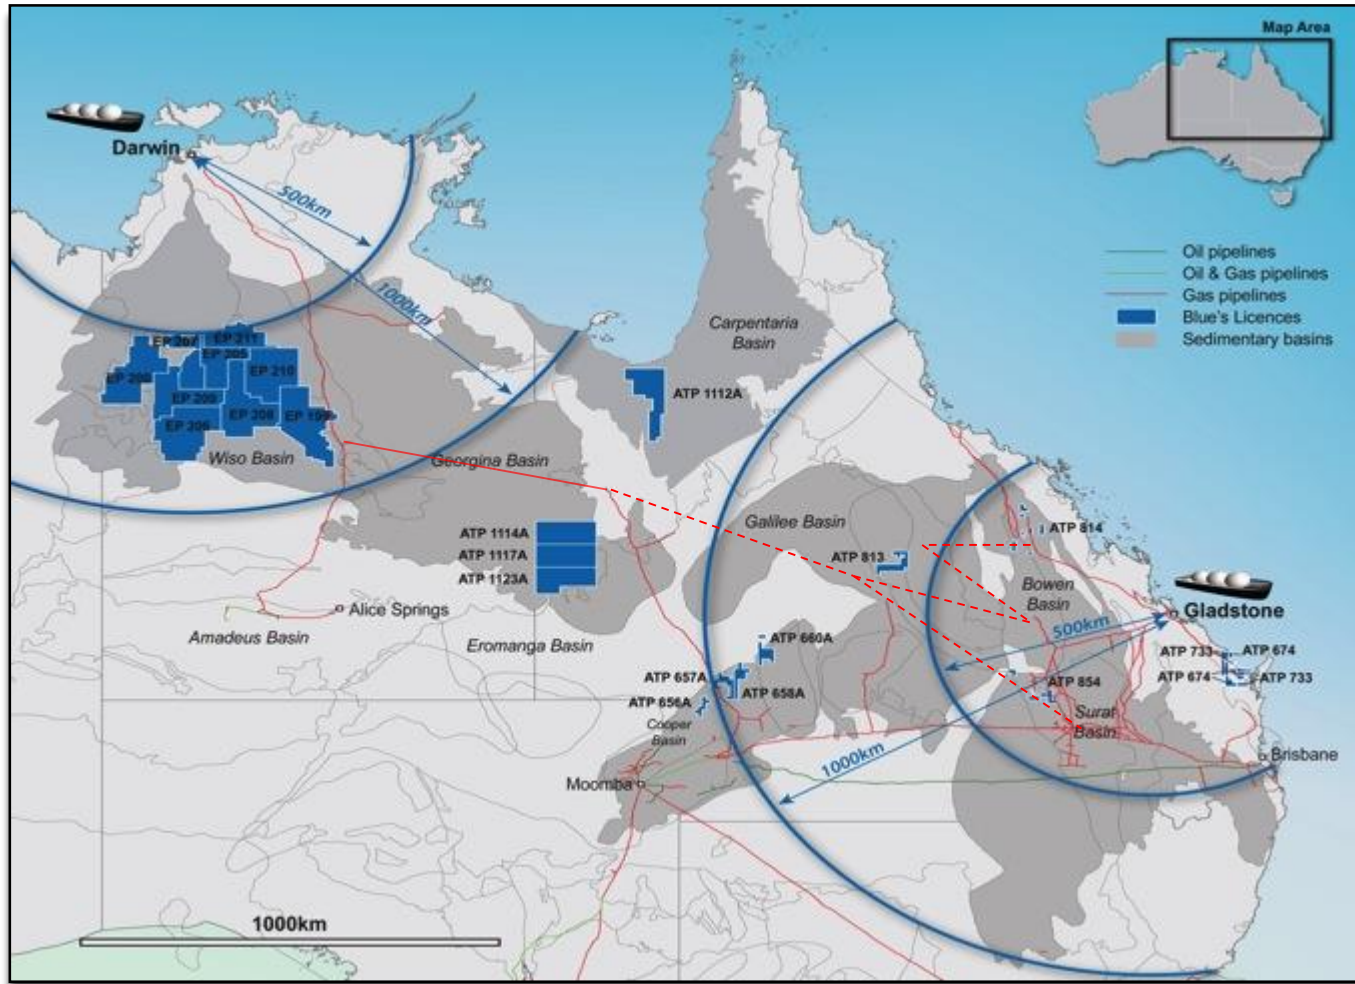 Map Area
Darwin
500km
1000km
Oil pipelines
Oil & Gas pipelines
Gas pipelines
Blue's Licences
Sedimentary basins
Carpentaria
Basin
EP 207
EP 211
EP 205
EP 210
EP 209
EP 208
EP 206
Wiso Basin
ATP 1112A
Georgina Basin
Galilee Basin
ATP 1114A
ATP 1117A
ATP 1123A
ATP 813
ATP 814
Bowen
Basin
Gladstone
500km
Alice Springs
Amadeus Basin
Eromanga Basin
ATP 660A
ATP 657A
ATP 658A
ATP 656A
Cooper
Basin
ATP 733
ATP 674
ATP 674
ATP 733
ATP 854
Surat
Basin
Brisbane
Moomba
1000km
1000km